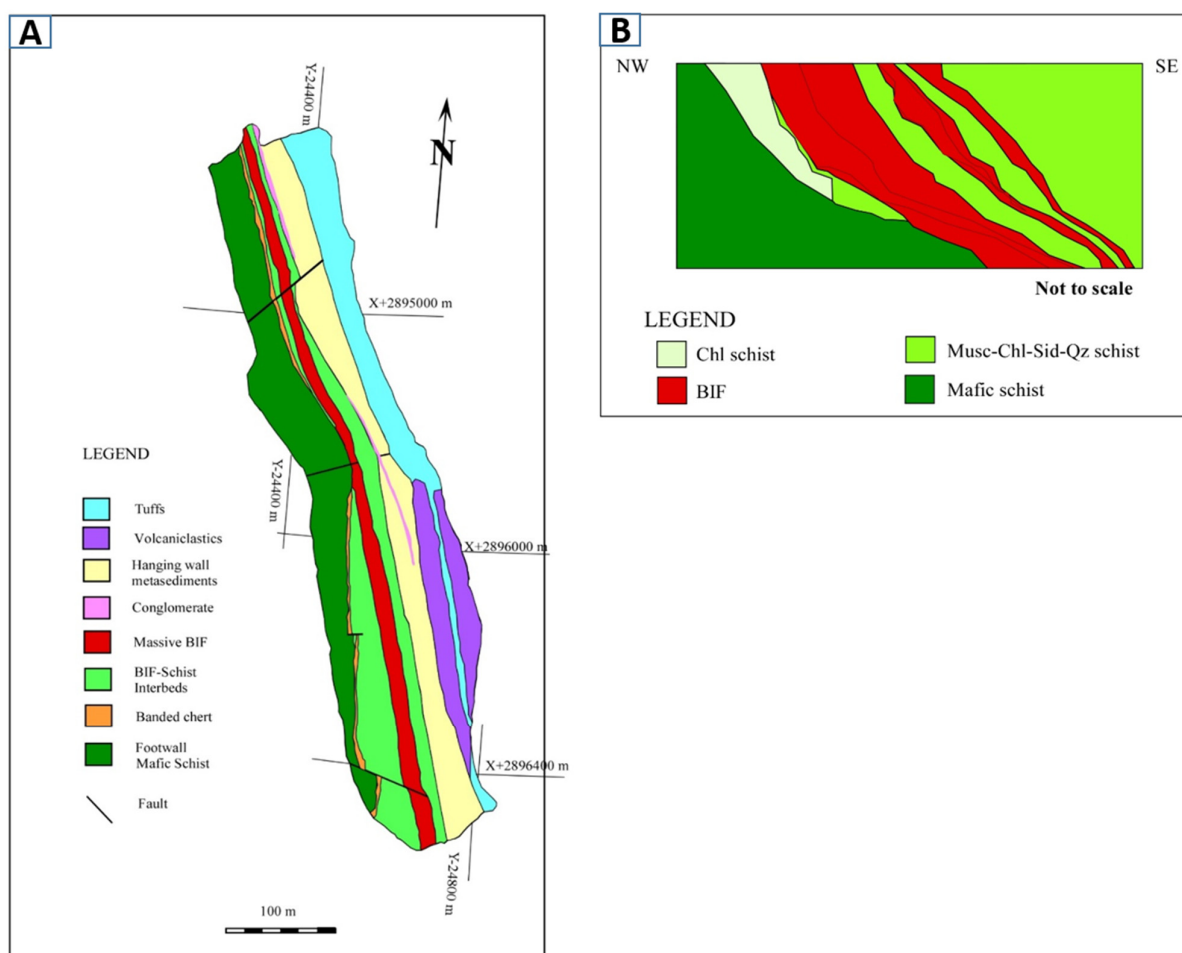 A
Y-24400 m
N
X+2895000 m
Y-24400 m
X+2896000 m
X+2896400 m
Y-24800 m
LEGEND
Tuffs
Volcaniclastics
Hanging wall
metasediments
Conglomerate
Massive BIF
BIF-Schist
Interbeds
Banded chert
Footwall
Mafic Schist
Fault
100 m
B
NW
SE
Not to scale
LEGEND
Chl schist
BIF
Musc-Chl-Sid-Qz schist
Mafic schist